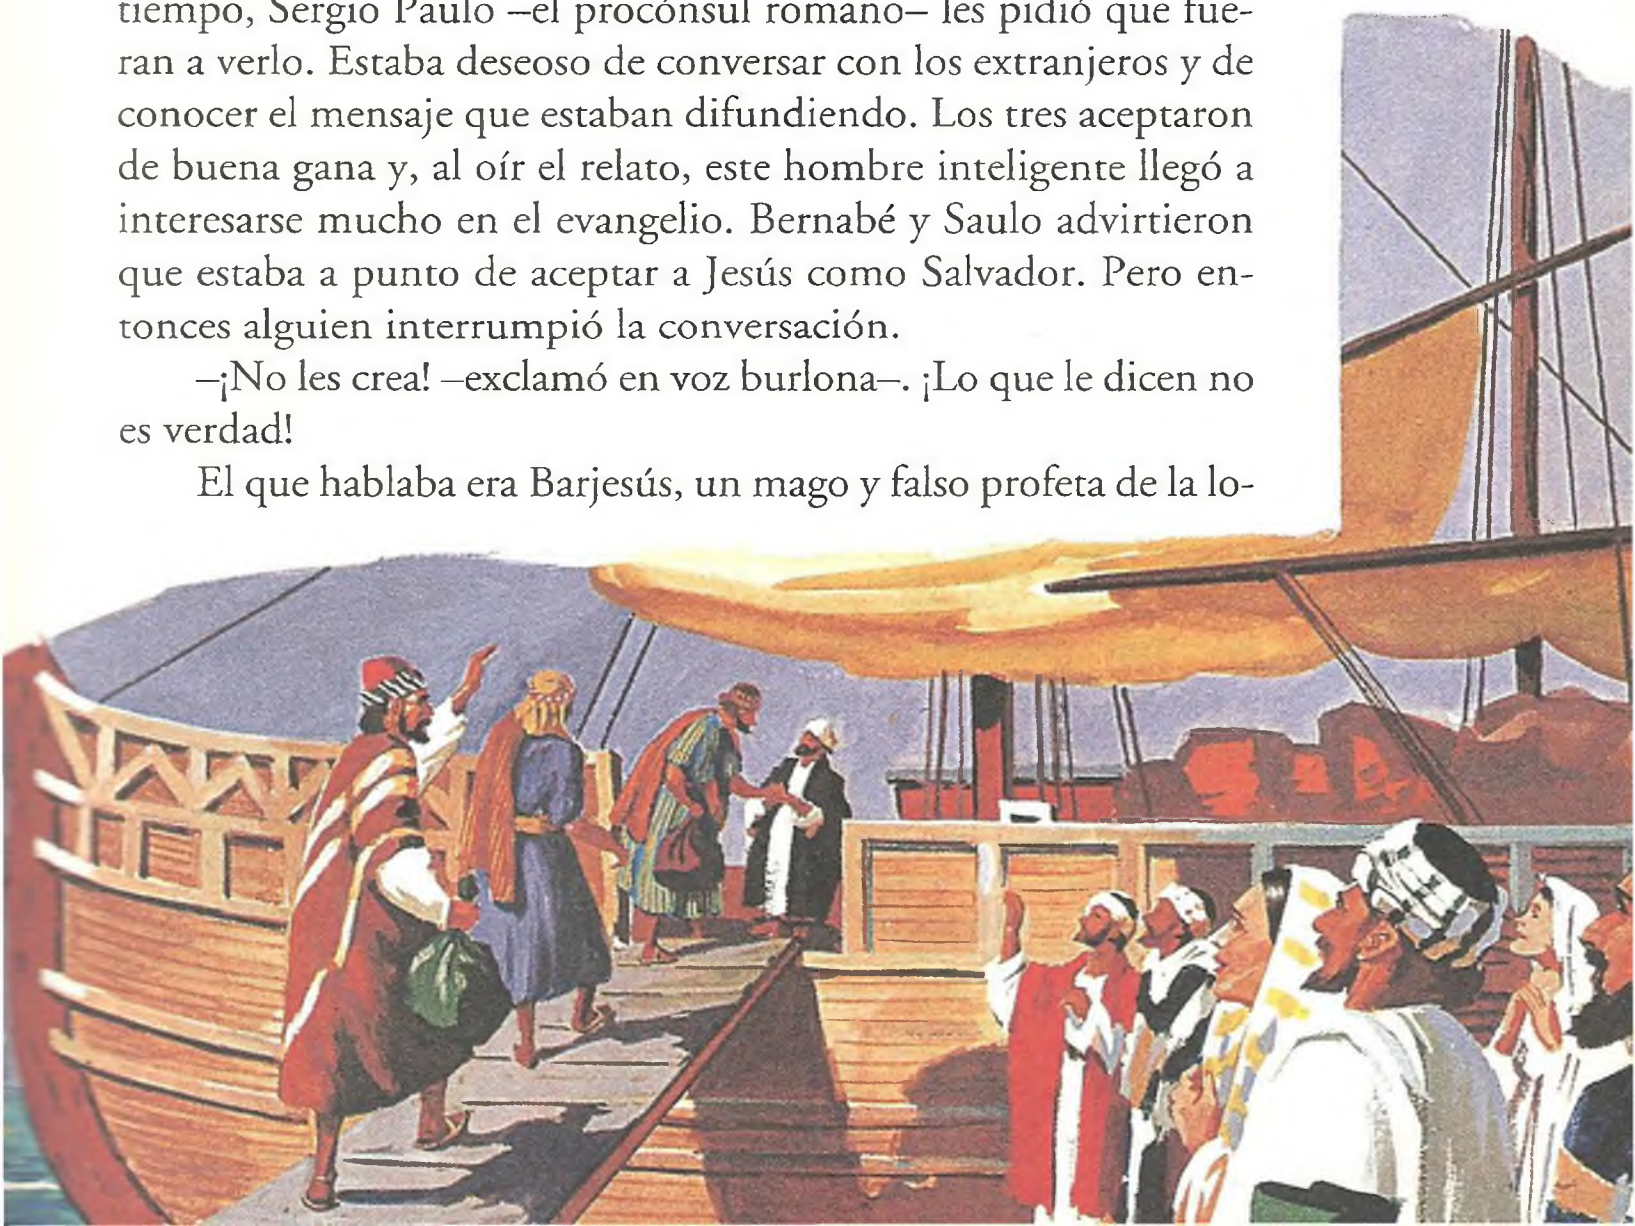 tiempo, Sergio Paulo –el procónsul romano– les pidió que fue-
ran a verlo. Estaba deseoso de conversar con los extranjeros y de
conocer el mensaje que estaban difundiendo. Los tres aceptaron
de buena gana y, al oír el relato, este hombre inteligente llegó a
interesarse mucho en el evangelio. Bernabé y Saulo advirtieron
que estaba a punto de aceptar a Jesús como Salvador. Pero en-
tonces alguien interrumpió la conversación.
–¡No les crea! –exclamó en voz burlona–. ¡Lo que le dicen no
es verdad!
El que hablaba era Barjesús, un mago y falso profeta de la lo-